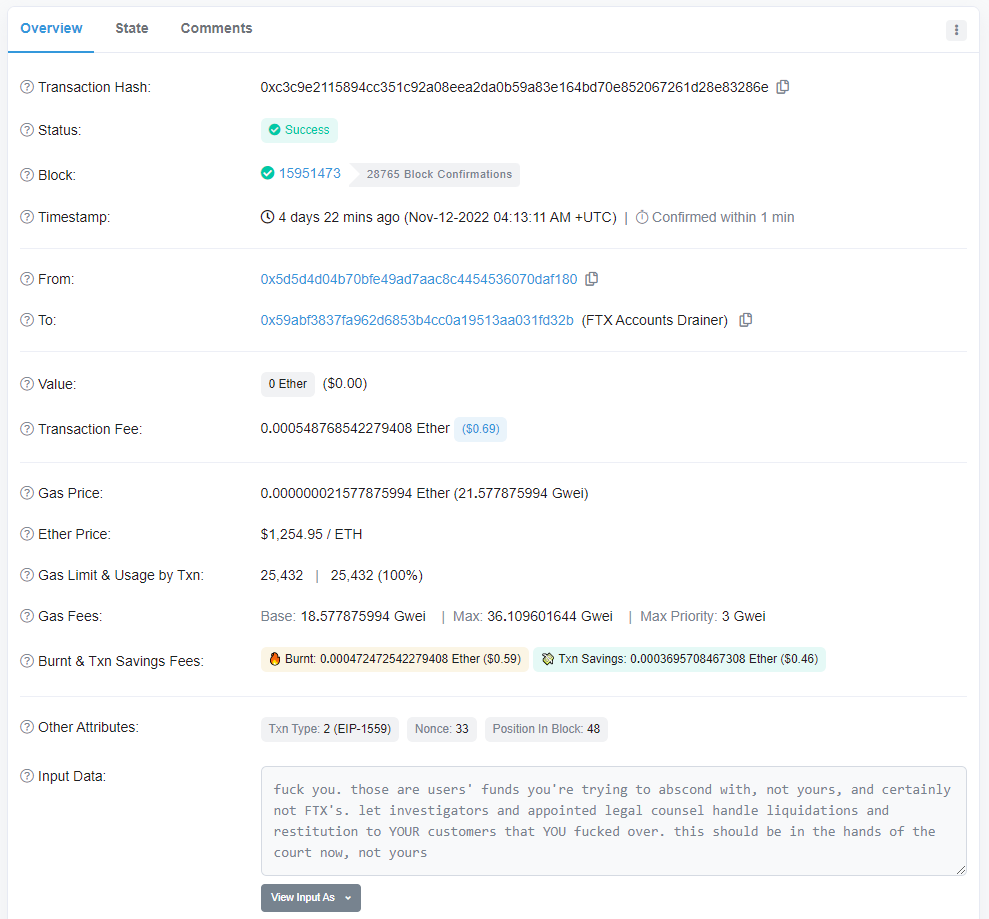 Overview State Comments
Transaction Hash: 0xc3c9e2115894cc351c92a08eea2da0b59a83e164bd70e852067261d28e83286e
Status: Success
Block: 15951473 28765 Block Confirmations
Timestamp: 4 days 22 mins ago (Nov-12-2022 04:13:11 AM +UTC) | Confirmed within 1 min
From: 0x5d5d4d04b70bfe49ad7aac8c4454536070daf180
To: 0x59abf3837fa962d6853b4cc0a19513aa031fd32b (FTX Accounts Drainer)
Value: 0 Ether ($0.00)
Transaction Fee: 0.000548768542279408 Ether ($0.69)
Gas Price: 0.000000021577875994 Ether (21.577875994 Gwei)
Ether Price: $1,254.95 / ETH
Gas Limit & Usage by Txn: 25,432 | 25,432 (100%)
Gas Fees: Base: 18.577875994 Gwei | Max: 36.109601644 Gwei | Max Priority: 3 Gwei
Burnt & Txn Savings Fees: Burnt: 0.000472472542279408 Ether ($0.59) Txn Savings: 0.0003695708467308 Ether ($0.46)
Other Attributes: Txn Type: 2 (EIP-1559) Nonce: 33 Position In Block: 48
Input Data: fuck you. those are users' funds you're trying to abscond with, not yours, and certainly
not FTX's. let investigators and appointed legal counsel handle liquidations and
restitution to YOUR customers that YOU fucked over. this should be in the hands of the
court now, not yours
View Input As